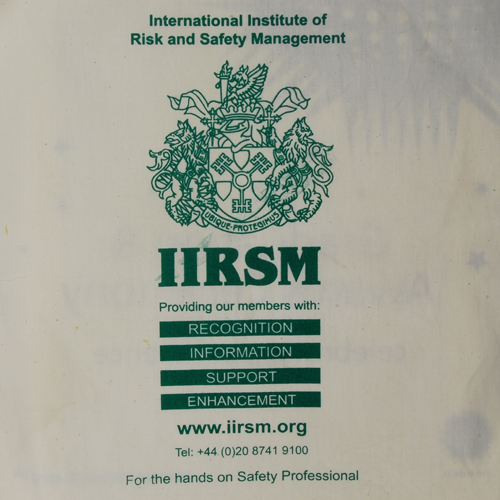 International Institute of
Risk and Safety Management
UBIQUE PROTEGIMUS
IIRSM
Providing our members with:
RECOGNITION
INFORMATION
SUPPORT
ENHANCEMENT
www.iirsm.org
Tel: +44 (0)20 8741 9100
For the hands on Safety Professional